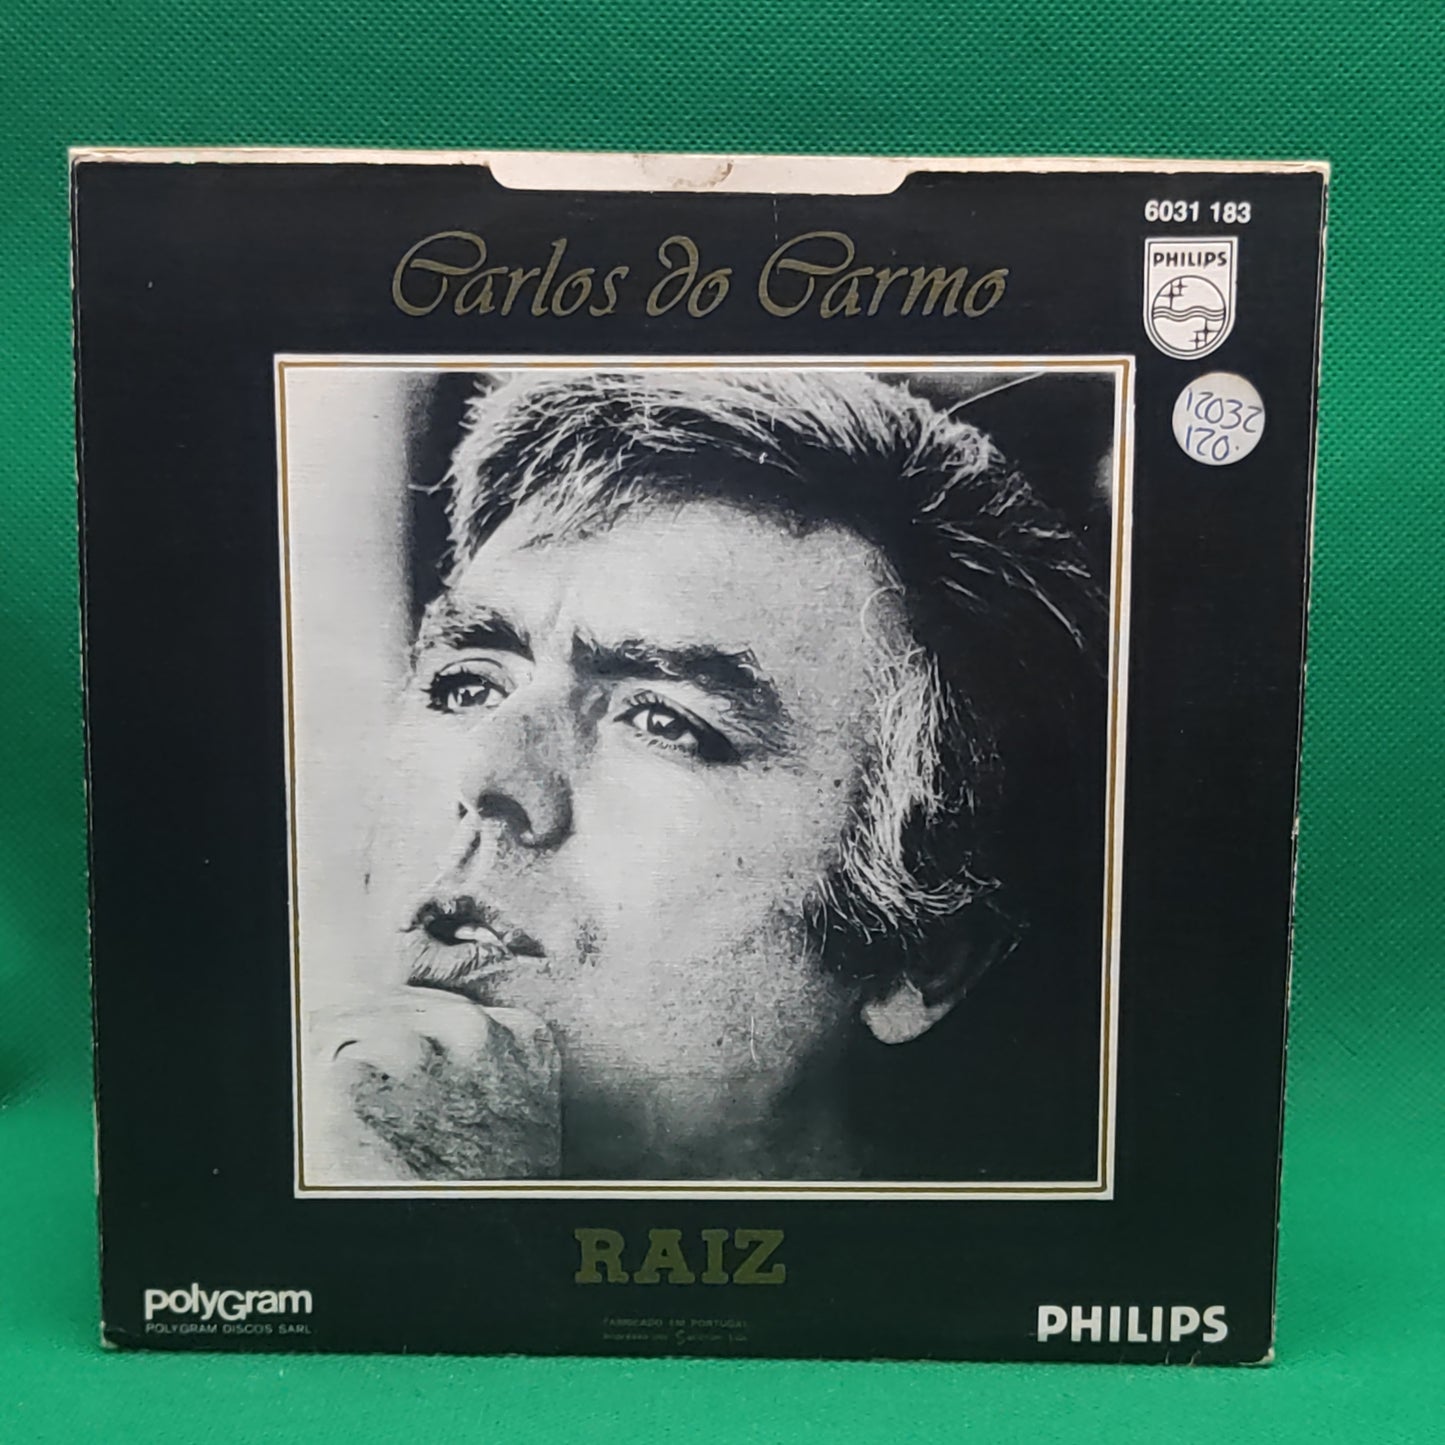 6031 183
Carlos do Carmo
PHILIPS
12032
120.
RAIZ
polyGram
POLYGRAM DISCOS SARL
FABRICADO EM PORTUGAL
PHILIPS